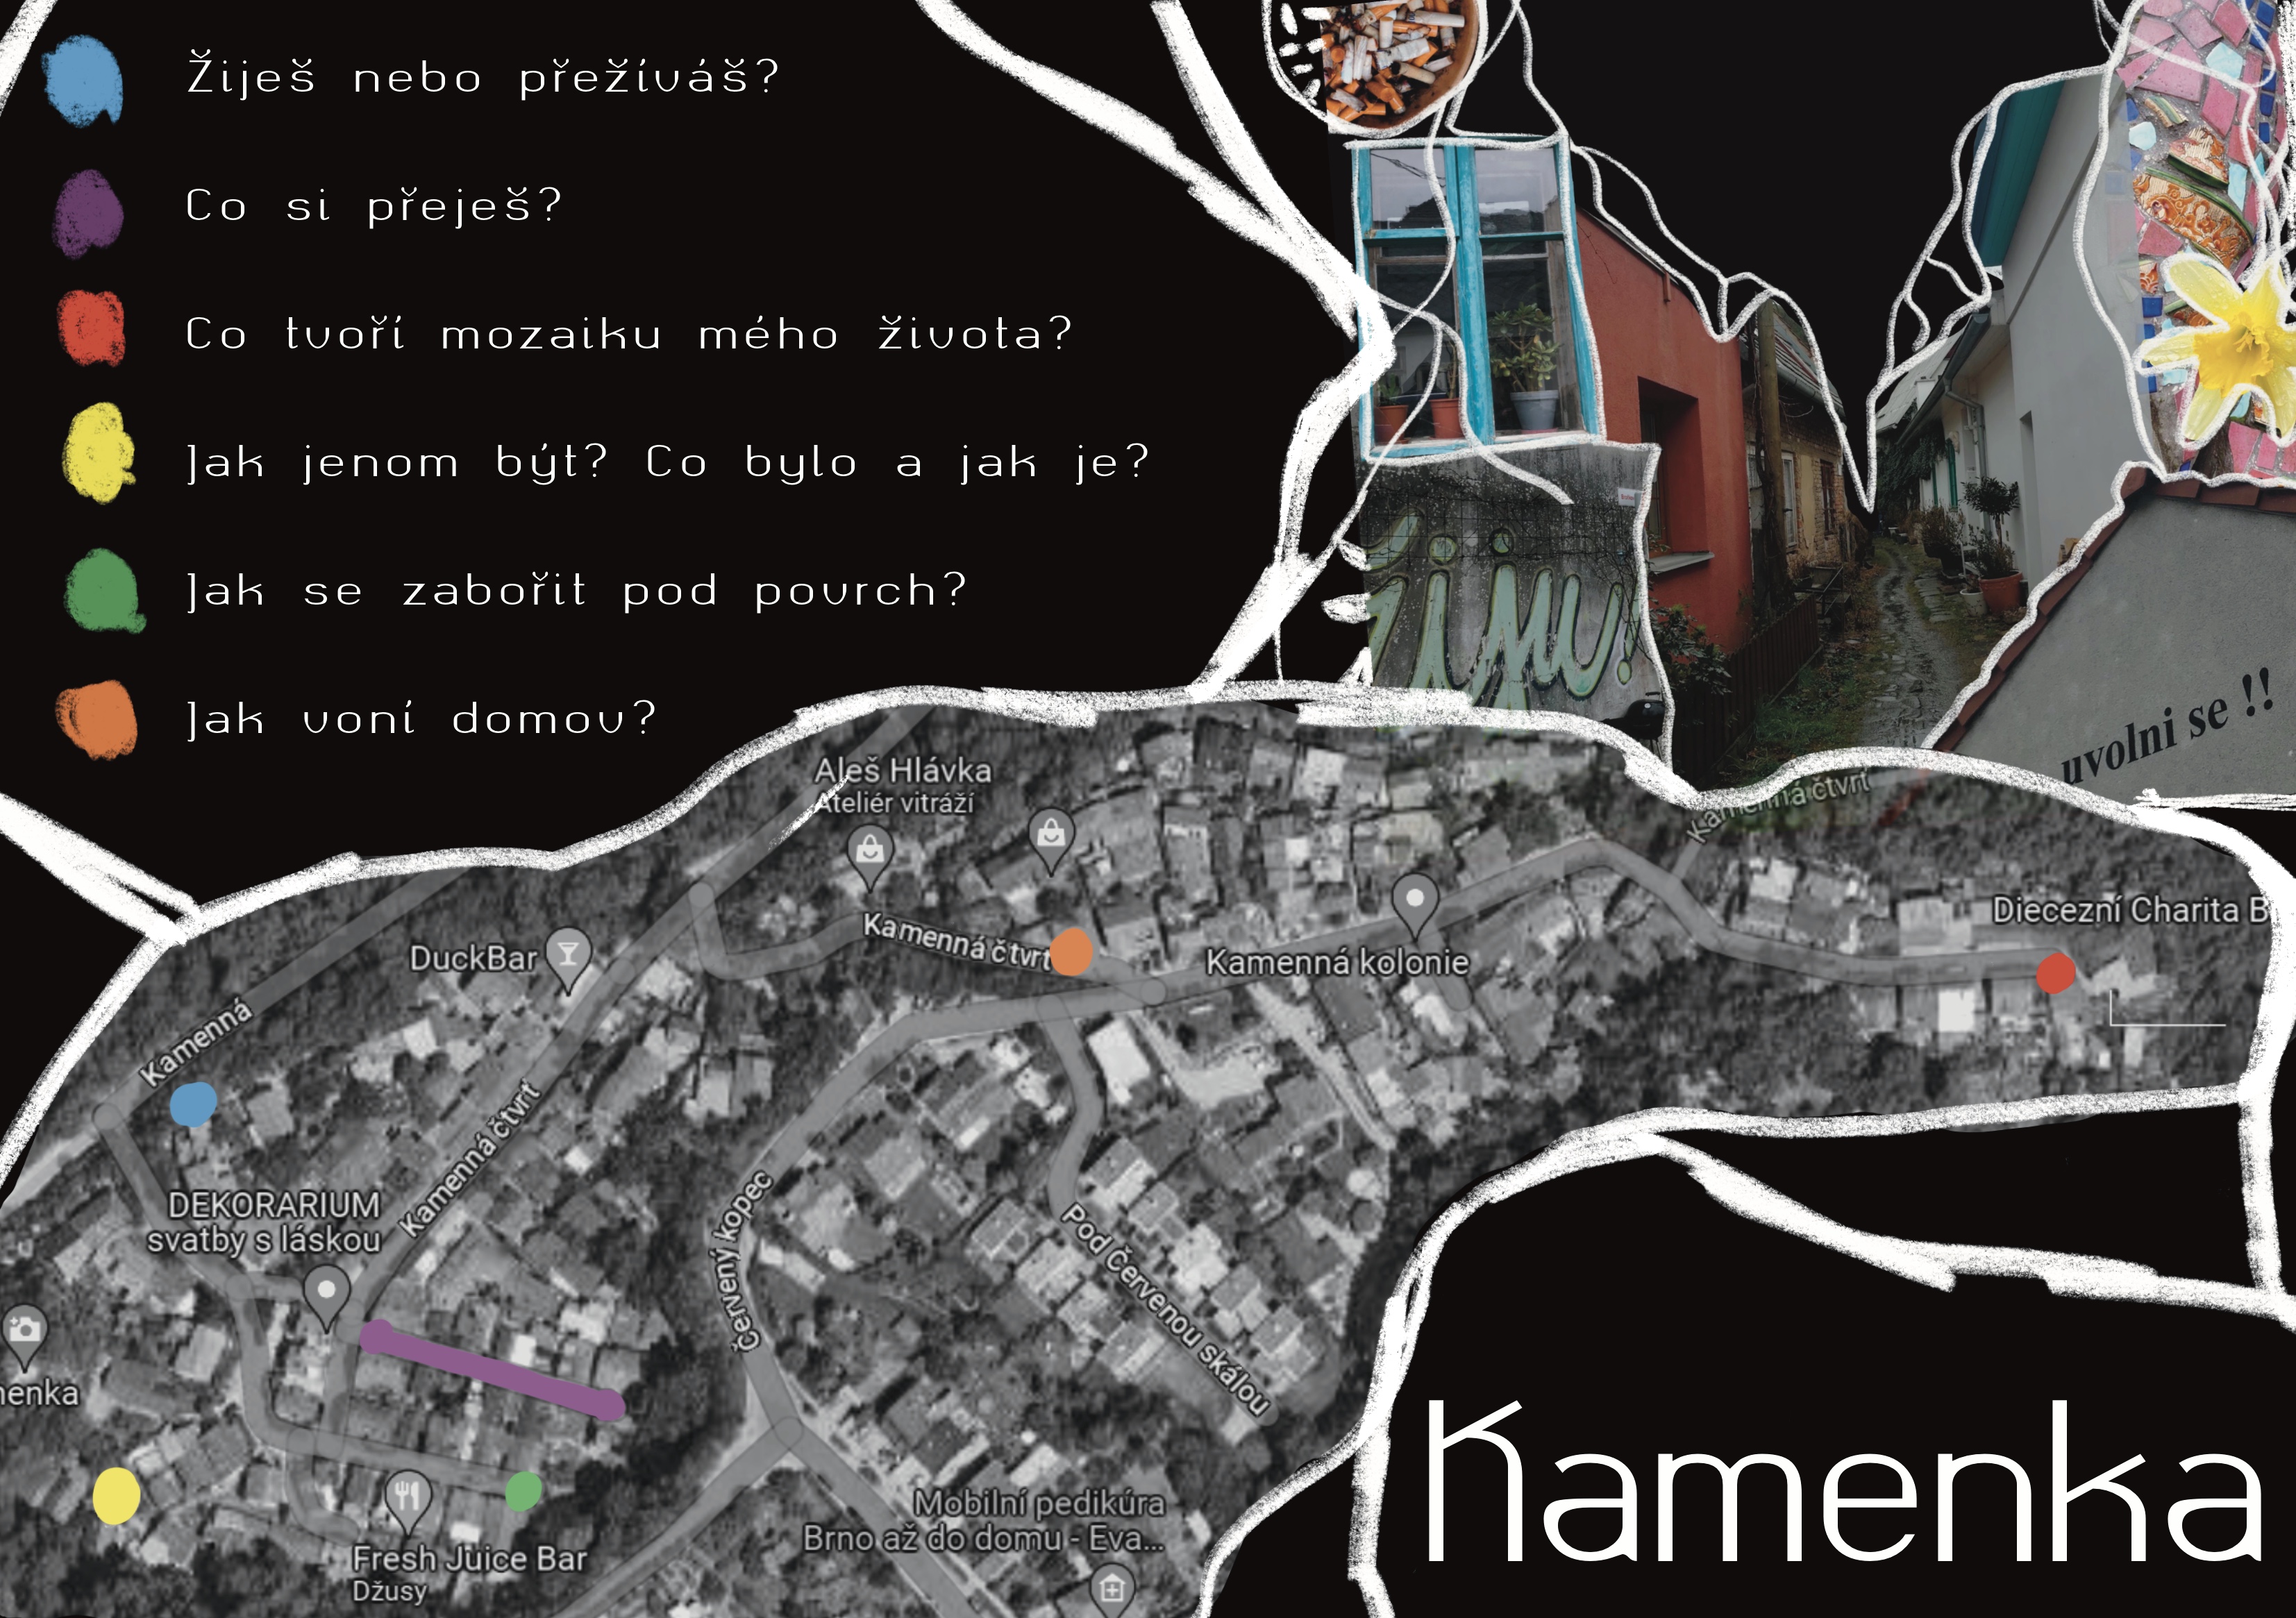 Žiješ nebo přežíváš?
Co si přeješ?
Co tvoří mozaiku mého života?
Jak jenom být? Co bylo a jak je?
Jak se zabořit pod povrch?
Jak voní domov?
Žiju!
uvolni se !!
Aleš Hlávka
Ateliér vitráží
Kamenná čtvrť
Diecezní Charita B
DuckBar
Kamenná čtvrť
Kamenná kolonie
Kamenná
Kamenná čtvrť
DEKORARIUM
svatby s láskou
Červený kopec
Pod Červenou skálou
menka
Mobilní pedikúra
Brno až do domu - Eva...
Fresh Juice Bar
Džusy
Kamenka